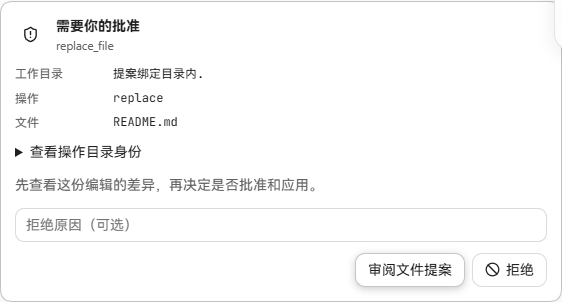 需要你的批准
replace_file
工作目录 提案绑定目录内.
操作 replace
文件 README.md
▶ 查看操作目录身份
先查看这份编辑的差异，再决定是否批准和应用。
拒绝原因（可选）
审阅文件提案 拒绝